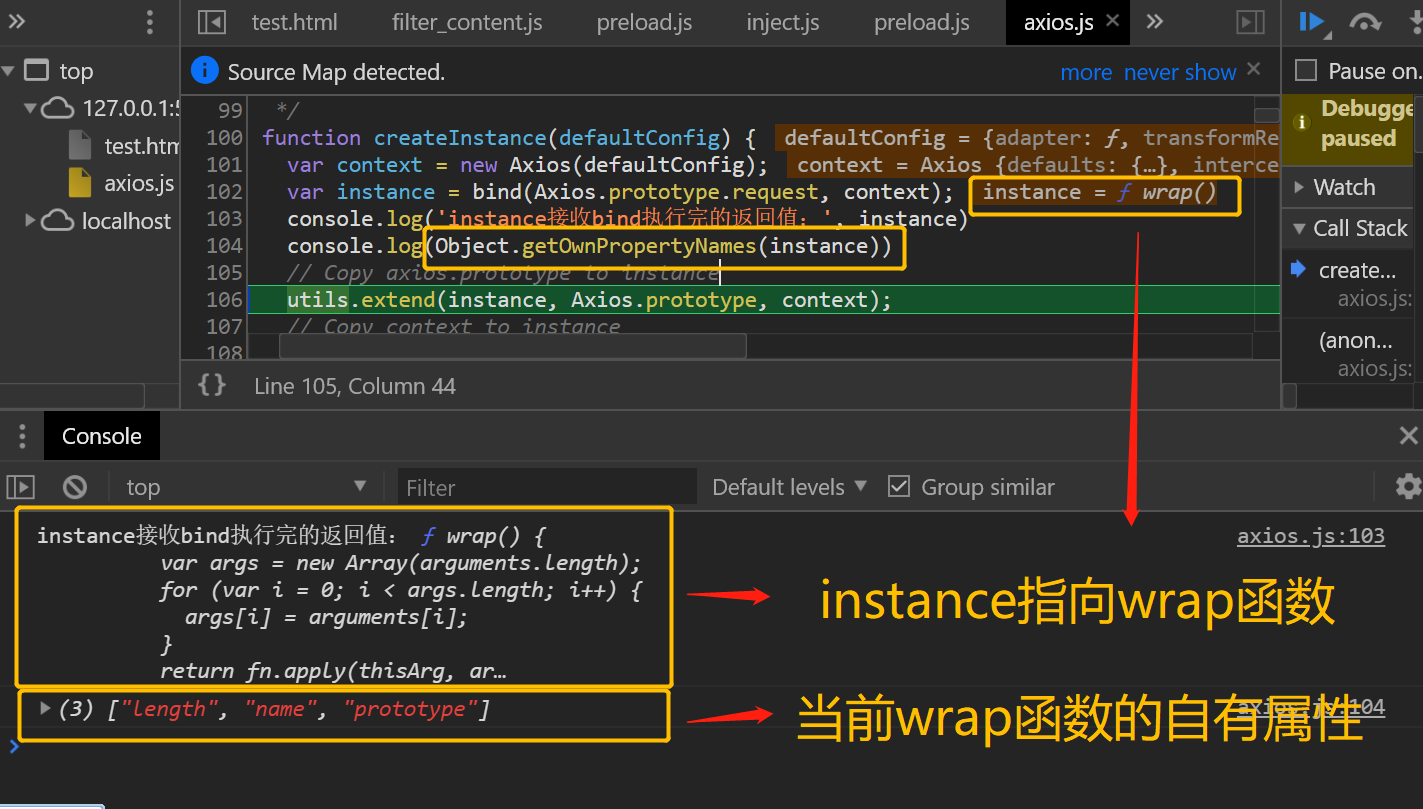 test.html filter_content.js preload.js inject.js preload.js axios.js
Source Map detected. more never show
top
127.0.0.1:5
test.htm
axios.js
localhost
99 */
100 function createInstance(defaultConfig) { defaultConfig = {adapter: ƒ, transformRe
101 var context = new Axios(defaultConfig); context = Axios {defaults: {…}, interce
102 var instance = bind(Axios.prototype.request, context); instance = ƒ wrap()
103 console.log('instance接收bind执行完的返回值：', instance)
104 console.log(Object.getOwnPropertyNames(instance))
105 // Copy axios.prototype to instance
106 utils.extend(instance, Axios.prototype, context);
107 // Copy context to instance
108
{} Line 105, Column 44
Pause on.
Debugge
paused
Watch
Call Stack
create...
axios.js:
(anon...
axios.js:
Console
top Filter Default levels Group similar
instance接收bind执行完的返回值： ƒ wrap() { axios.js:103
var args = new Array(arguments.length);
for (var i = 0; i < args.length; i++) {
args[i] = arguments[i];
}
return fn.apply(thisArg, ar…
instance指向wrap函数
(3) ["length", "name", "prototype"] axios.js:104
当前wrap函数的自有属性